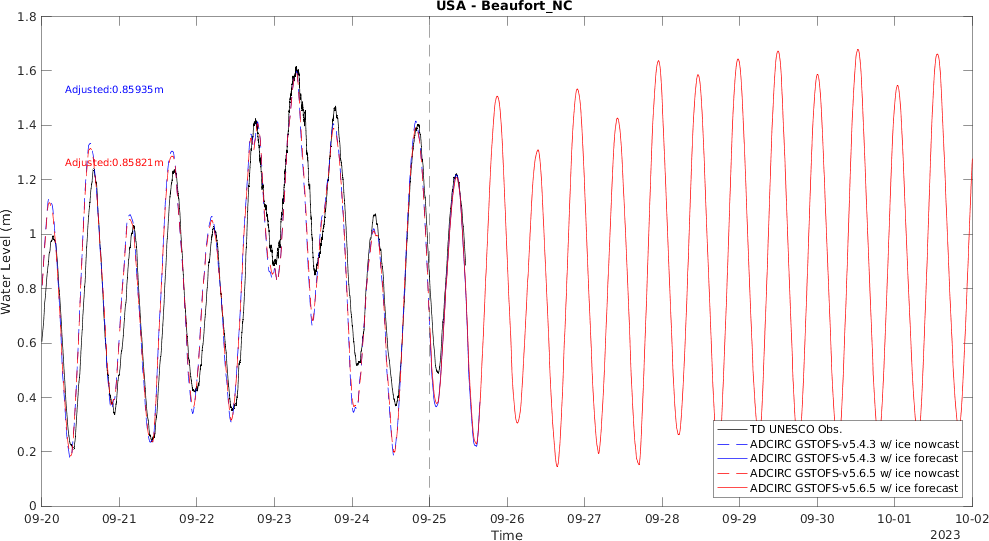 USA - Beaufort_NC
1.8
1.6
1.4
1.2
1
0.8
0.6
0.4
0.2
0
Water Level (m)
Adjusted:0.85935m
Adjusted:0.85821m
TD UNESCO Obs.
ADCIRC GSTOFS-v5.4.3 w/ ice nowcast
ADCIRC GSTOFS-v5.4.3 w/ ice forecast
ADCIRC GSTOFS-v5.6.5 w/ ice nowcast
ADCIRC GSTOFS-v5.6.5 w/ ice forecast
09-20 09-21 09-22 09-23 09-24 09-25 09-26 09-27 09-28 09-29 09-30 10-01 10-02
Time
2023